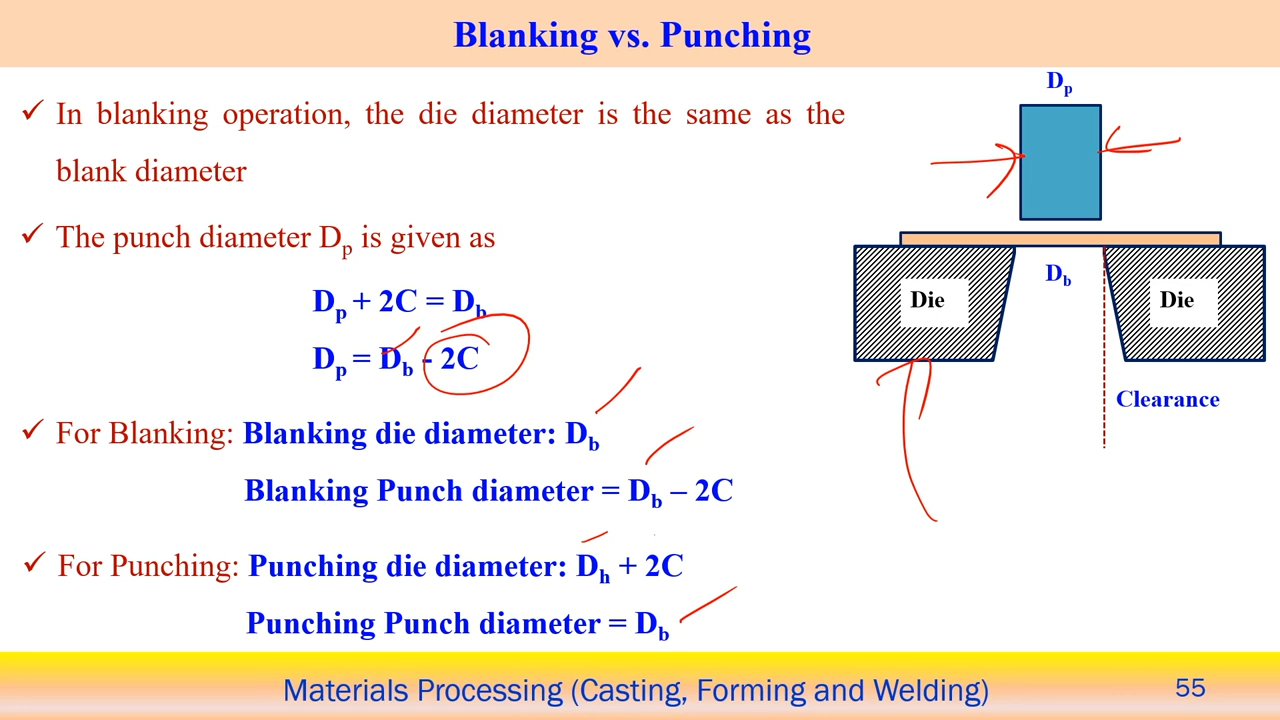 Blanking vs. Punching
✓ In blanking operation, the die diameter is the same as the
blank diameter
✓ The punch diameter Dp is given as
Dp + 2C = Db
Dp = Db - 2C
✓ For Blanking: Blanking die diameter: Db
Blanking Punch diameter = Db – 2C
✓ For Punching: Punching die diameter: Dh + 2C
Punching Punch diameter = Db
Dp
Db
Die
Die
Clearance
Materials Processing (Casting, Forming and Welding)
55